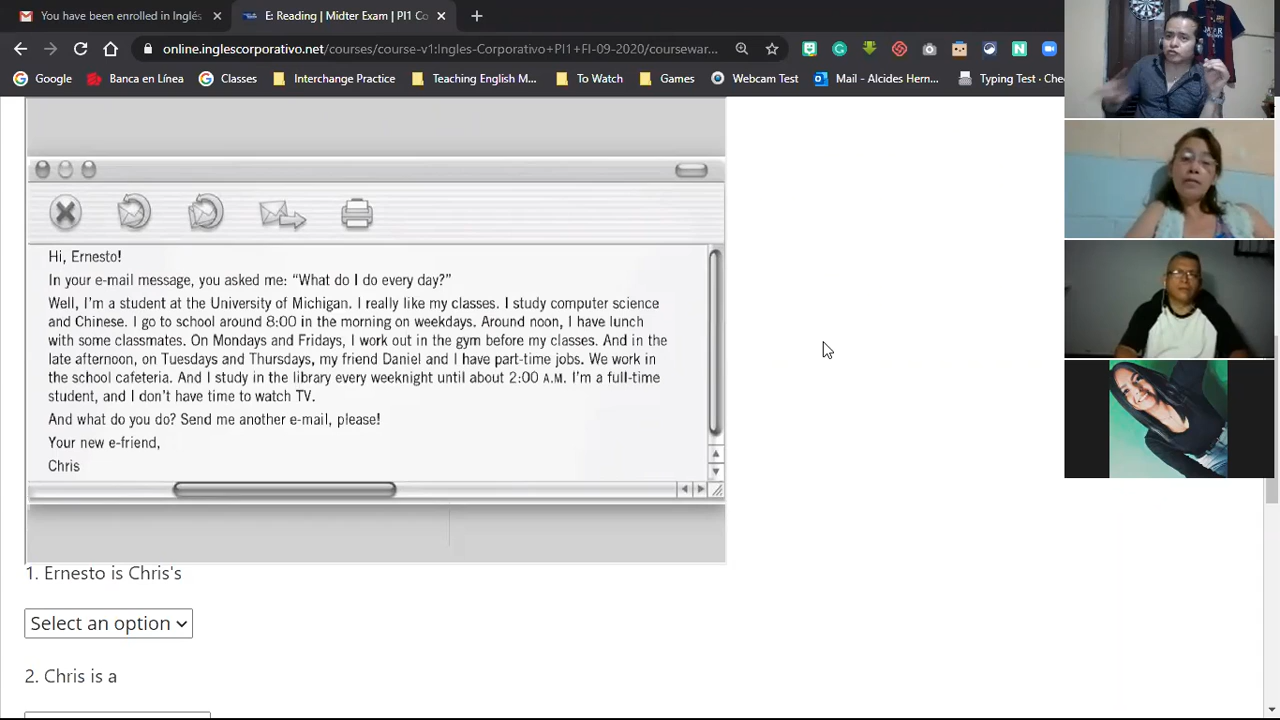 You have been enrolled in Inglés
E: Reading | Midter Exam | PI1 Co
online.inglescorporativo.net/courses/course-v1:Ingles
PI1+FI-09-2020/coursewar...
Google
Banca en Línea
Classes
Interchange Practice
Teaching English M...
To Watch
Games
Webcam Test
Mail - Alcides Hern...
Typing Test - Che
Hi, Ernesto!
In your e-mail message, you asked me: “What do I do every day?”
Well, I'm a student at the University of Michigan. I really like my classes. I study computer science
and Chinese. I go to school around 8:00 in the morning on weekdays. Around noon, I have lunch
with some classmates. On Mondays and Fridays, I work out in the gym before my classes. And in the
late afternoon, on Tuesdays and Thursdays, my friend Daniel and I have part-time jobs. We work in
the school cafeteria. And I study in the library every weeknight until about 2:00 A.M. I'm a full-time
student, and I don't have time to watch TV.
And what do you do? Send me another e-mail, please!
Your new e-friend,
Chris
1. Ernesto is Chris's
Select an option
2. Chris is a